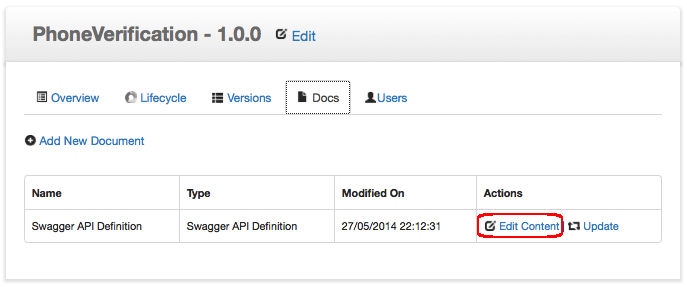 PhoneVerification - 1.0.0 Edit
Overview Lifecycle Versions Docs Users
Add New Document
Name Type Modified On Actions
Swagger API Definition Swagger API Definition 27/05/2014 22:12:31 Edit Content Update